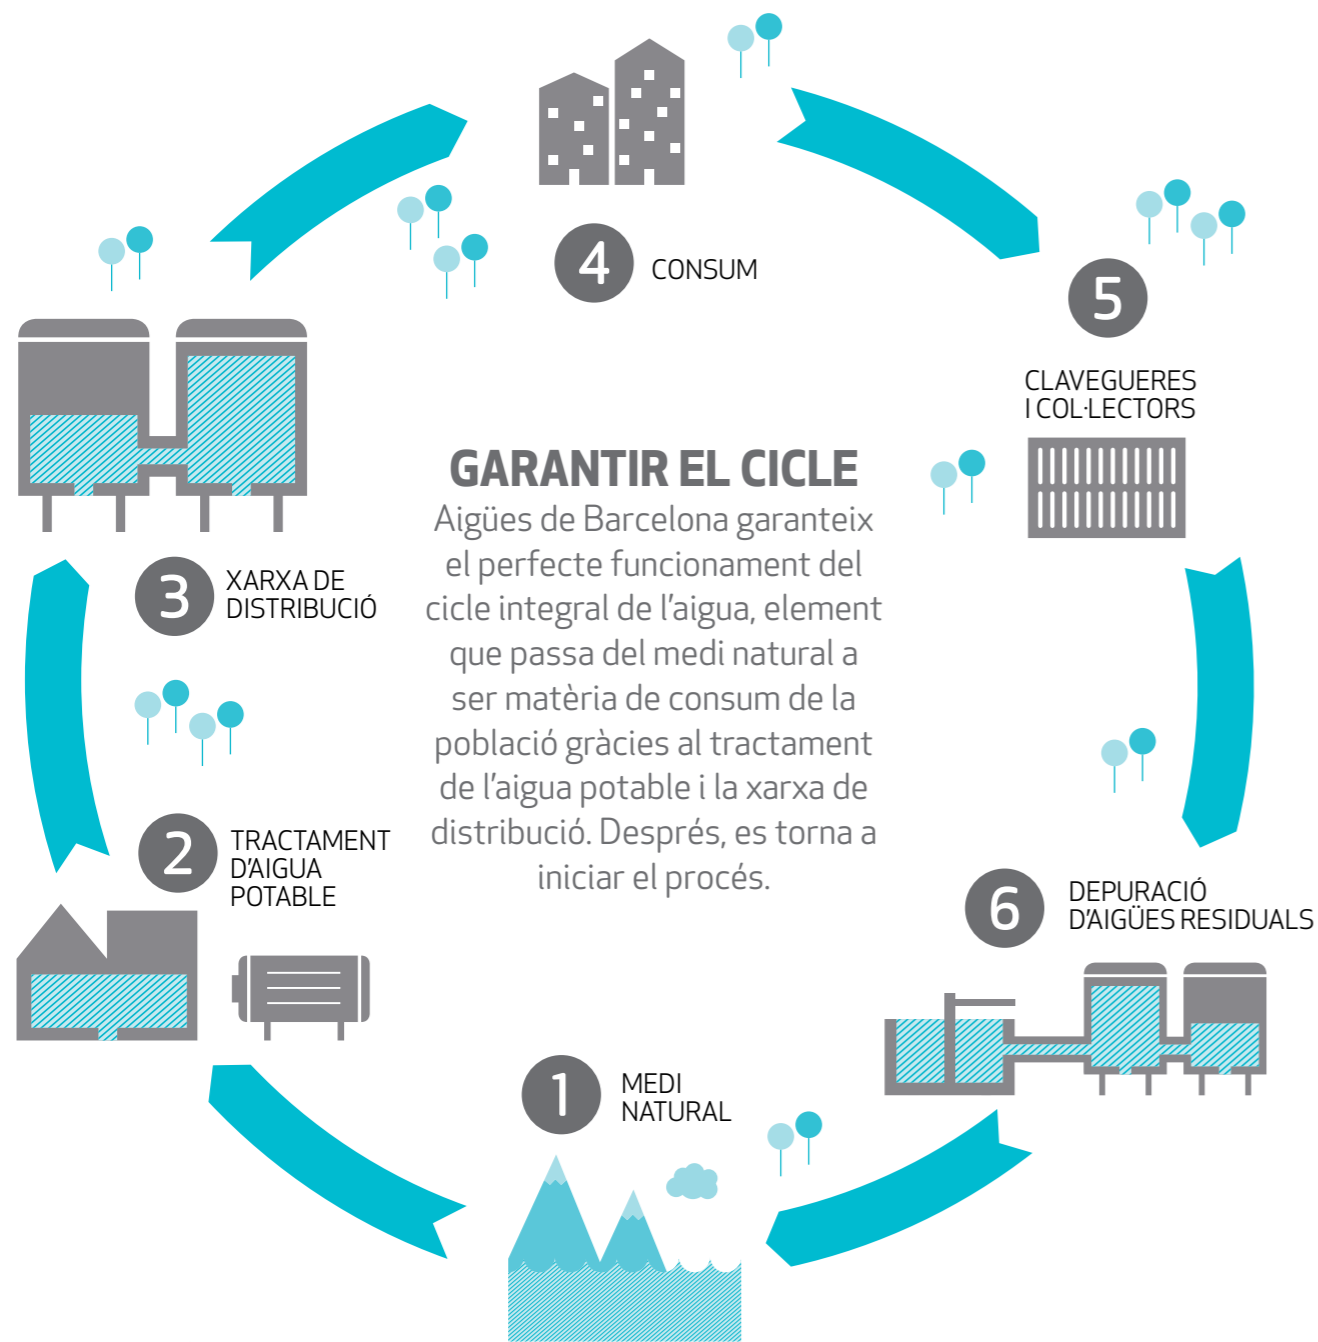 4
CONSUM
5
CLAVEGUERES
I COL·LECTORS
GARANTIR EL CICLE
Aigües de Barcelona garanteix
el perfecte funcionament del
cicle integral de l'aigua, element
que passa del medi natural a
ser matèria de consum de la
població gràcies al tractament
de l'aigua potable i la xarxa de
distribució. Després, es torna a
iniciar el procés.
3
XARXA DE
DISTRIBUCIÓ
2
TRACTAMENT
D'AIGUA
POTABLE
6
DEPURACIÓ
D'AIGÜES RESIDUALS
1
MEDI
NATURAL